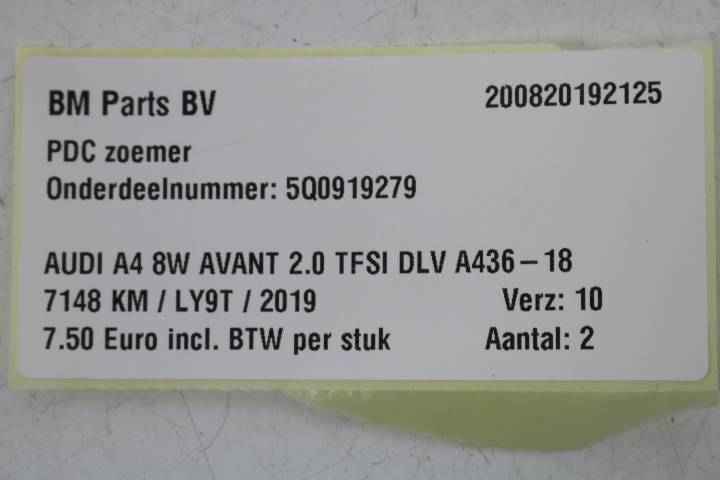 BM Parts BV 200820192125
PDC zoemer
Onderdeelnummer: 5Q0919279
AUDI A4 8W AVANT 2.0 TFSI DLV A436-18
7148 KM / LY9T / 2019 Verz: 10
7.50 Euro incl. BTW per stuk Aantal: 2